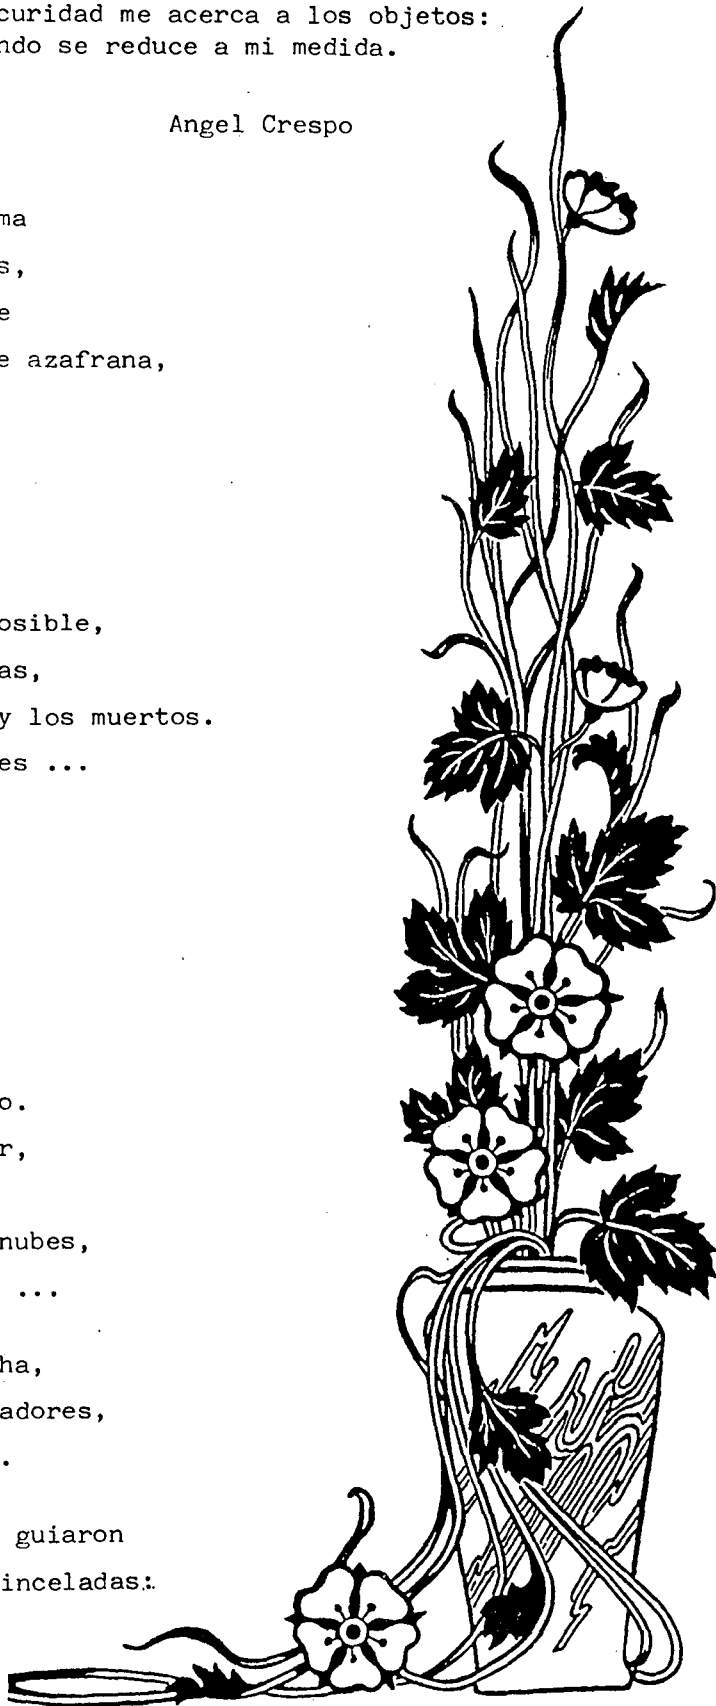 curidad me acerca a los objetos:
ndo se reduce a mi medida.
Angel Crespo
ma
s,
e
e azafrana,
osible,
as,
y los muertos.
es ...
o.
r,
nubes,
...
ha,
adores,
.
guiaron
inceladas: